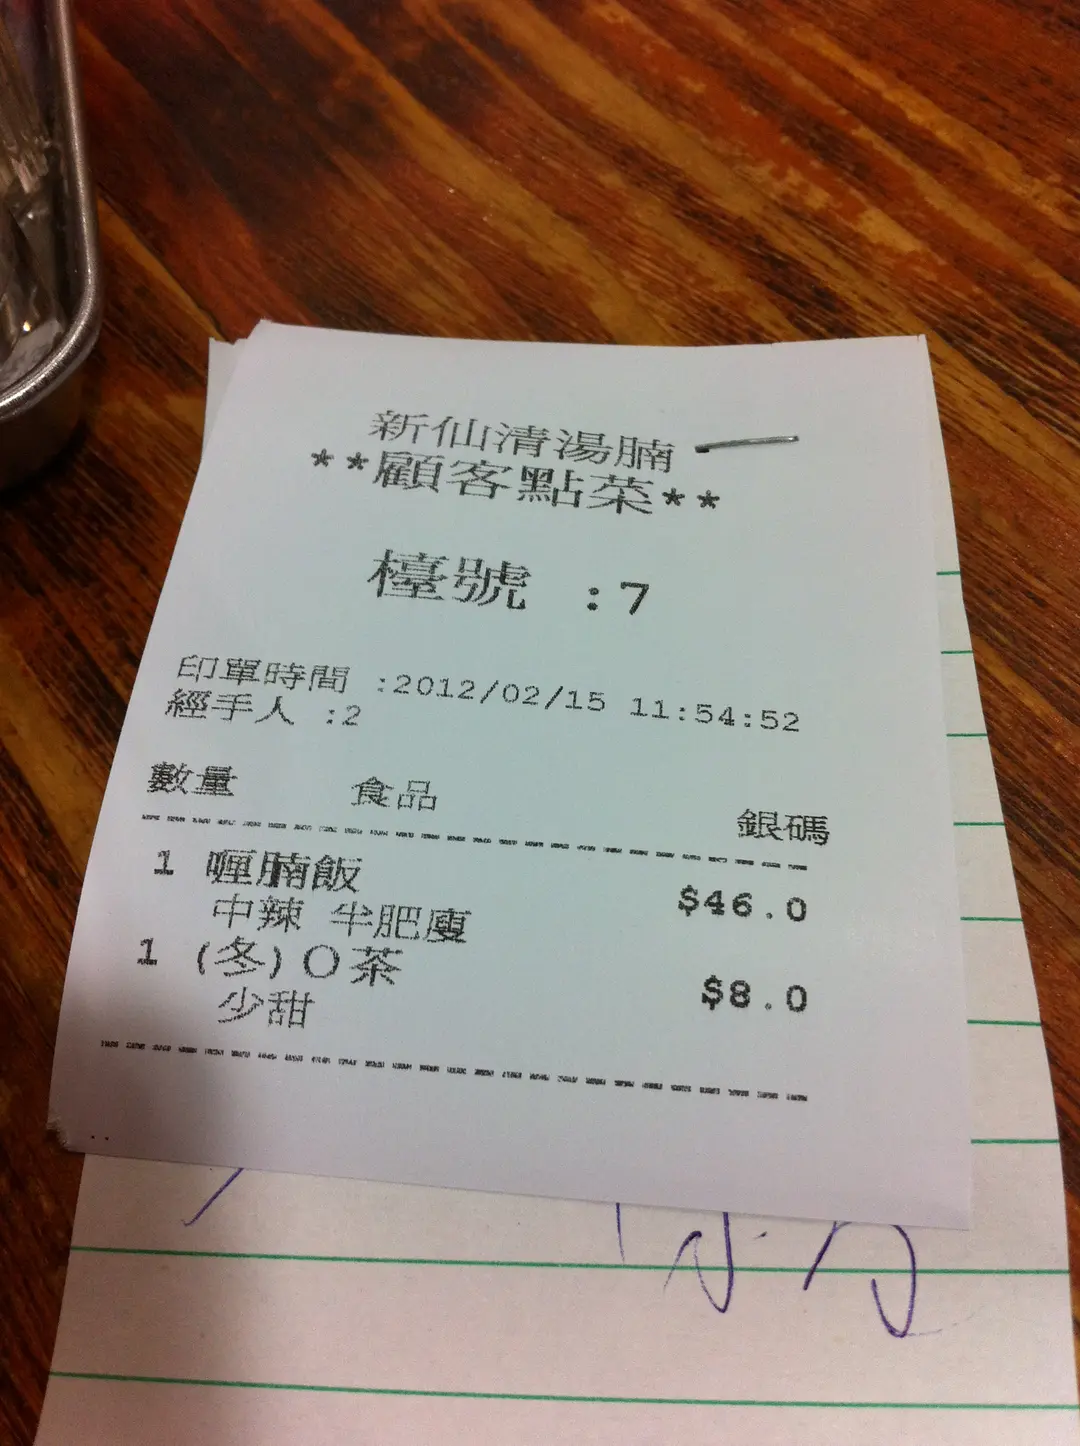 新仙清湯腩
**顧客點菜**
檯號 :7
印單時間 :2012/02/15 11:54:52
經手人 :2
數量 食品 銀碼
1 喱腩飯 $46.0
中辣 半肥廋
1 (冬)O茶 $8.0
少甜